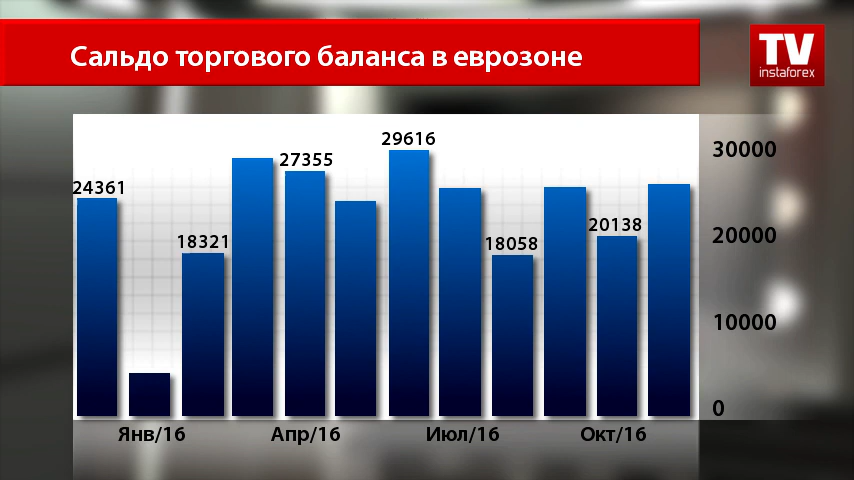 Сальдо торгового баланса в еврозоне
TV
instaforex
29616
30000
27355
24361
20138
20000
18321
18058
10000
0
Янв/16
Апр/16
Июл/16
Окт/16